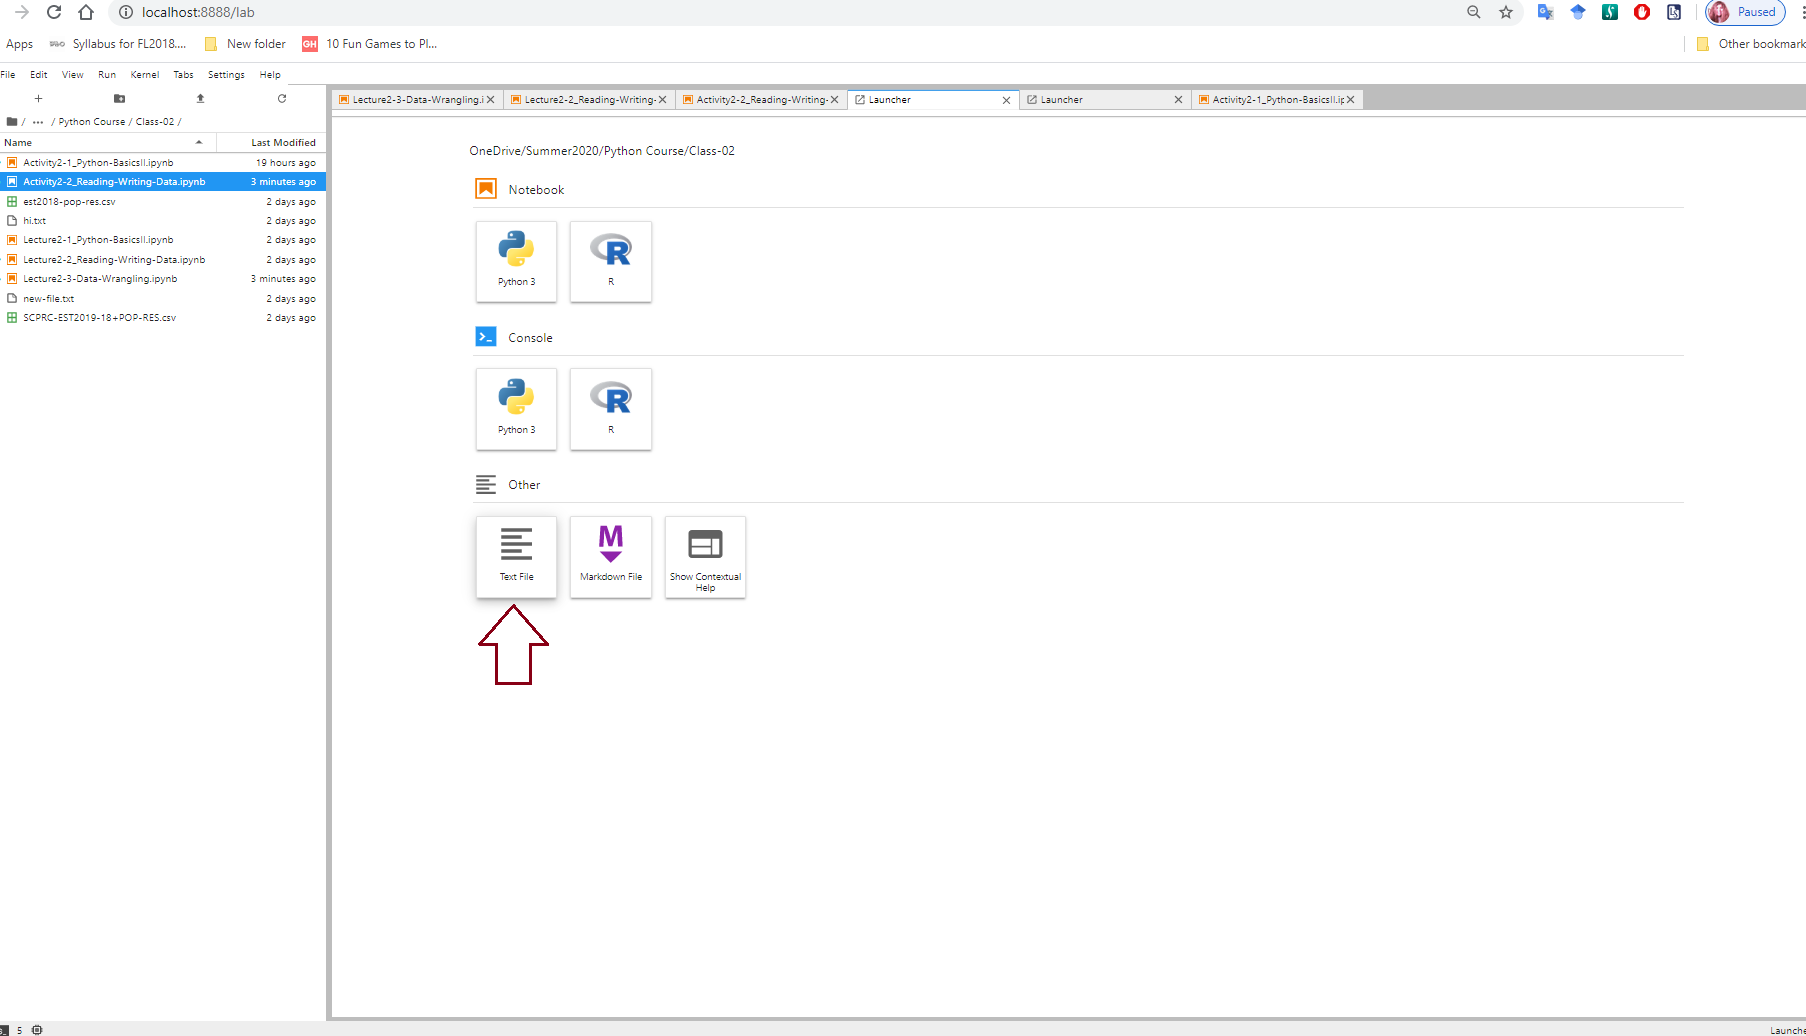 localhost:8888/lab
Paused
Apps
Syllabus for FL2018....
New folder
GH
10 Fun Games to Pl...
Other bookmark
File Edit View Run Kernel Tabs Settings Help
Lecture2-3-Data-Wrangling.i
Lecture2-2_Reading-Writing-
Activity2-2_Reading-Writing-
Launcher
Launcher
Activity2-1_Python-BasicsII.ip
/ ... / Python Course / Class-02 /
Name Last Modified
Activity2-1_Python-BasicsII.ipynb 19 hours ago
Activity2-2_Reading-Writing-Data.ipynb 3 minutes ago
est2018-pop-res.csv 2 days ago
hi.txt 2 days ago
Lecture2-1_Python-BasicsII.ipynb 2 days ago
Lecture2-2_Reading-Writing-Data.ipynb 2 days ago
Lecture2-3-Data-Wrangling.ipynb 3 minutes ago
new-file.txt 2 days ago
SCPRC-EST2019-18+POP-RES.csv 2 days ago
OneDrive/Summer2020/Python Course/Class-02
Notebook
Python 3
R
Console
Python 3
R
Other
Text File
M
Markdown File
Show Contextual
Help
5
Launche